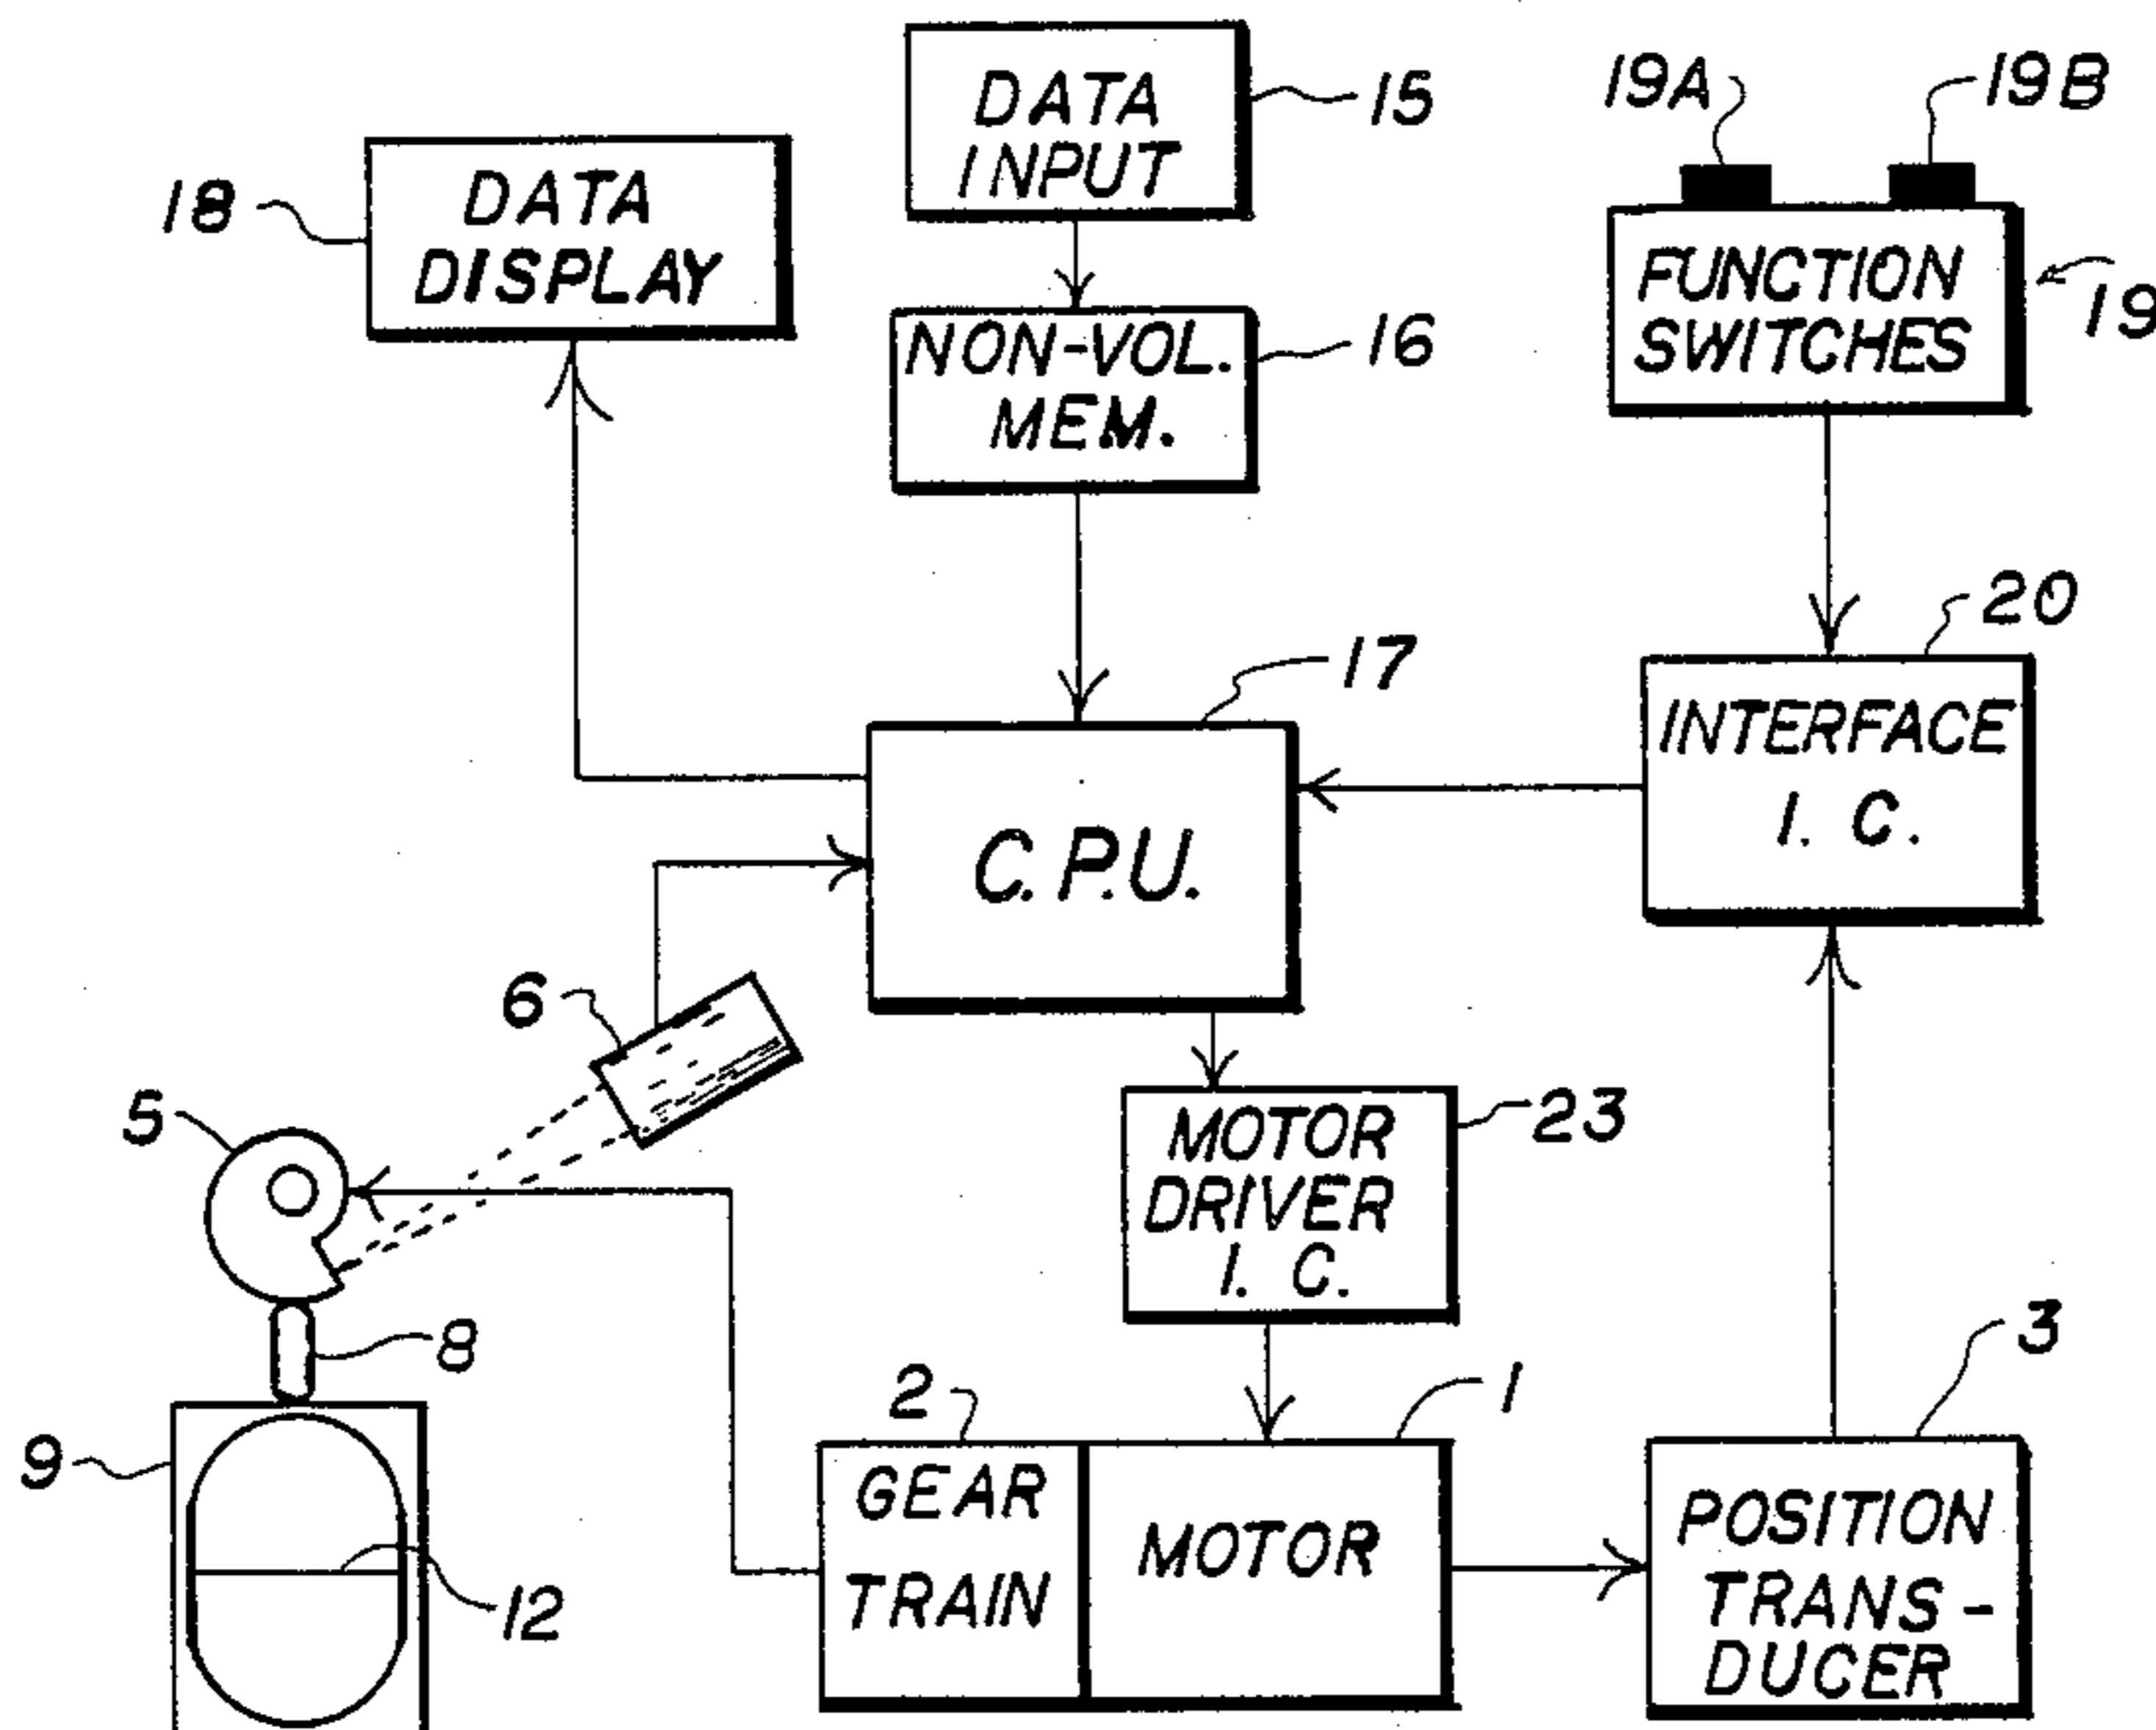 DATA
INPUT
15
19A
19B
18
DATA
DISPLAY
NON-VOL.
MEM.
16
FUNCTION
SWITCHES
19
17
20
C.P.U.
INTERFACE
I. C.
6
5
MOTOR
DRIVER
I. C.
23
8
2
1
3
9
GEAR
TRAIN
MOTOR
POSITION
TRANS-
DUCER
12